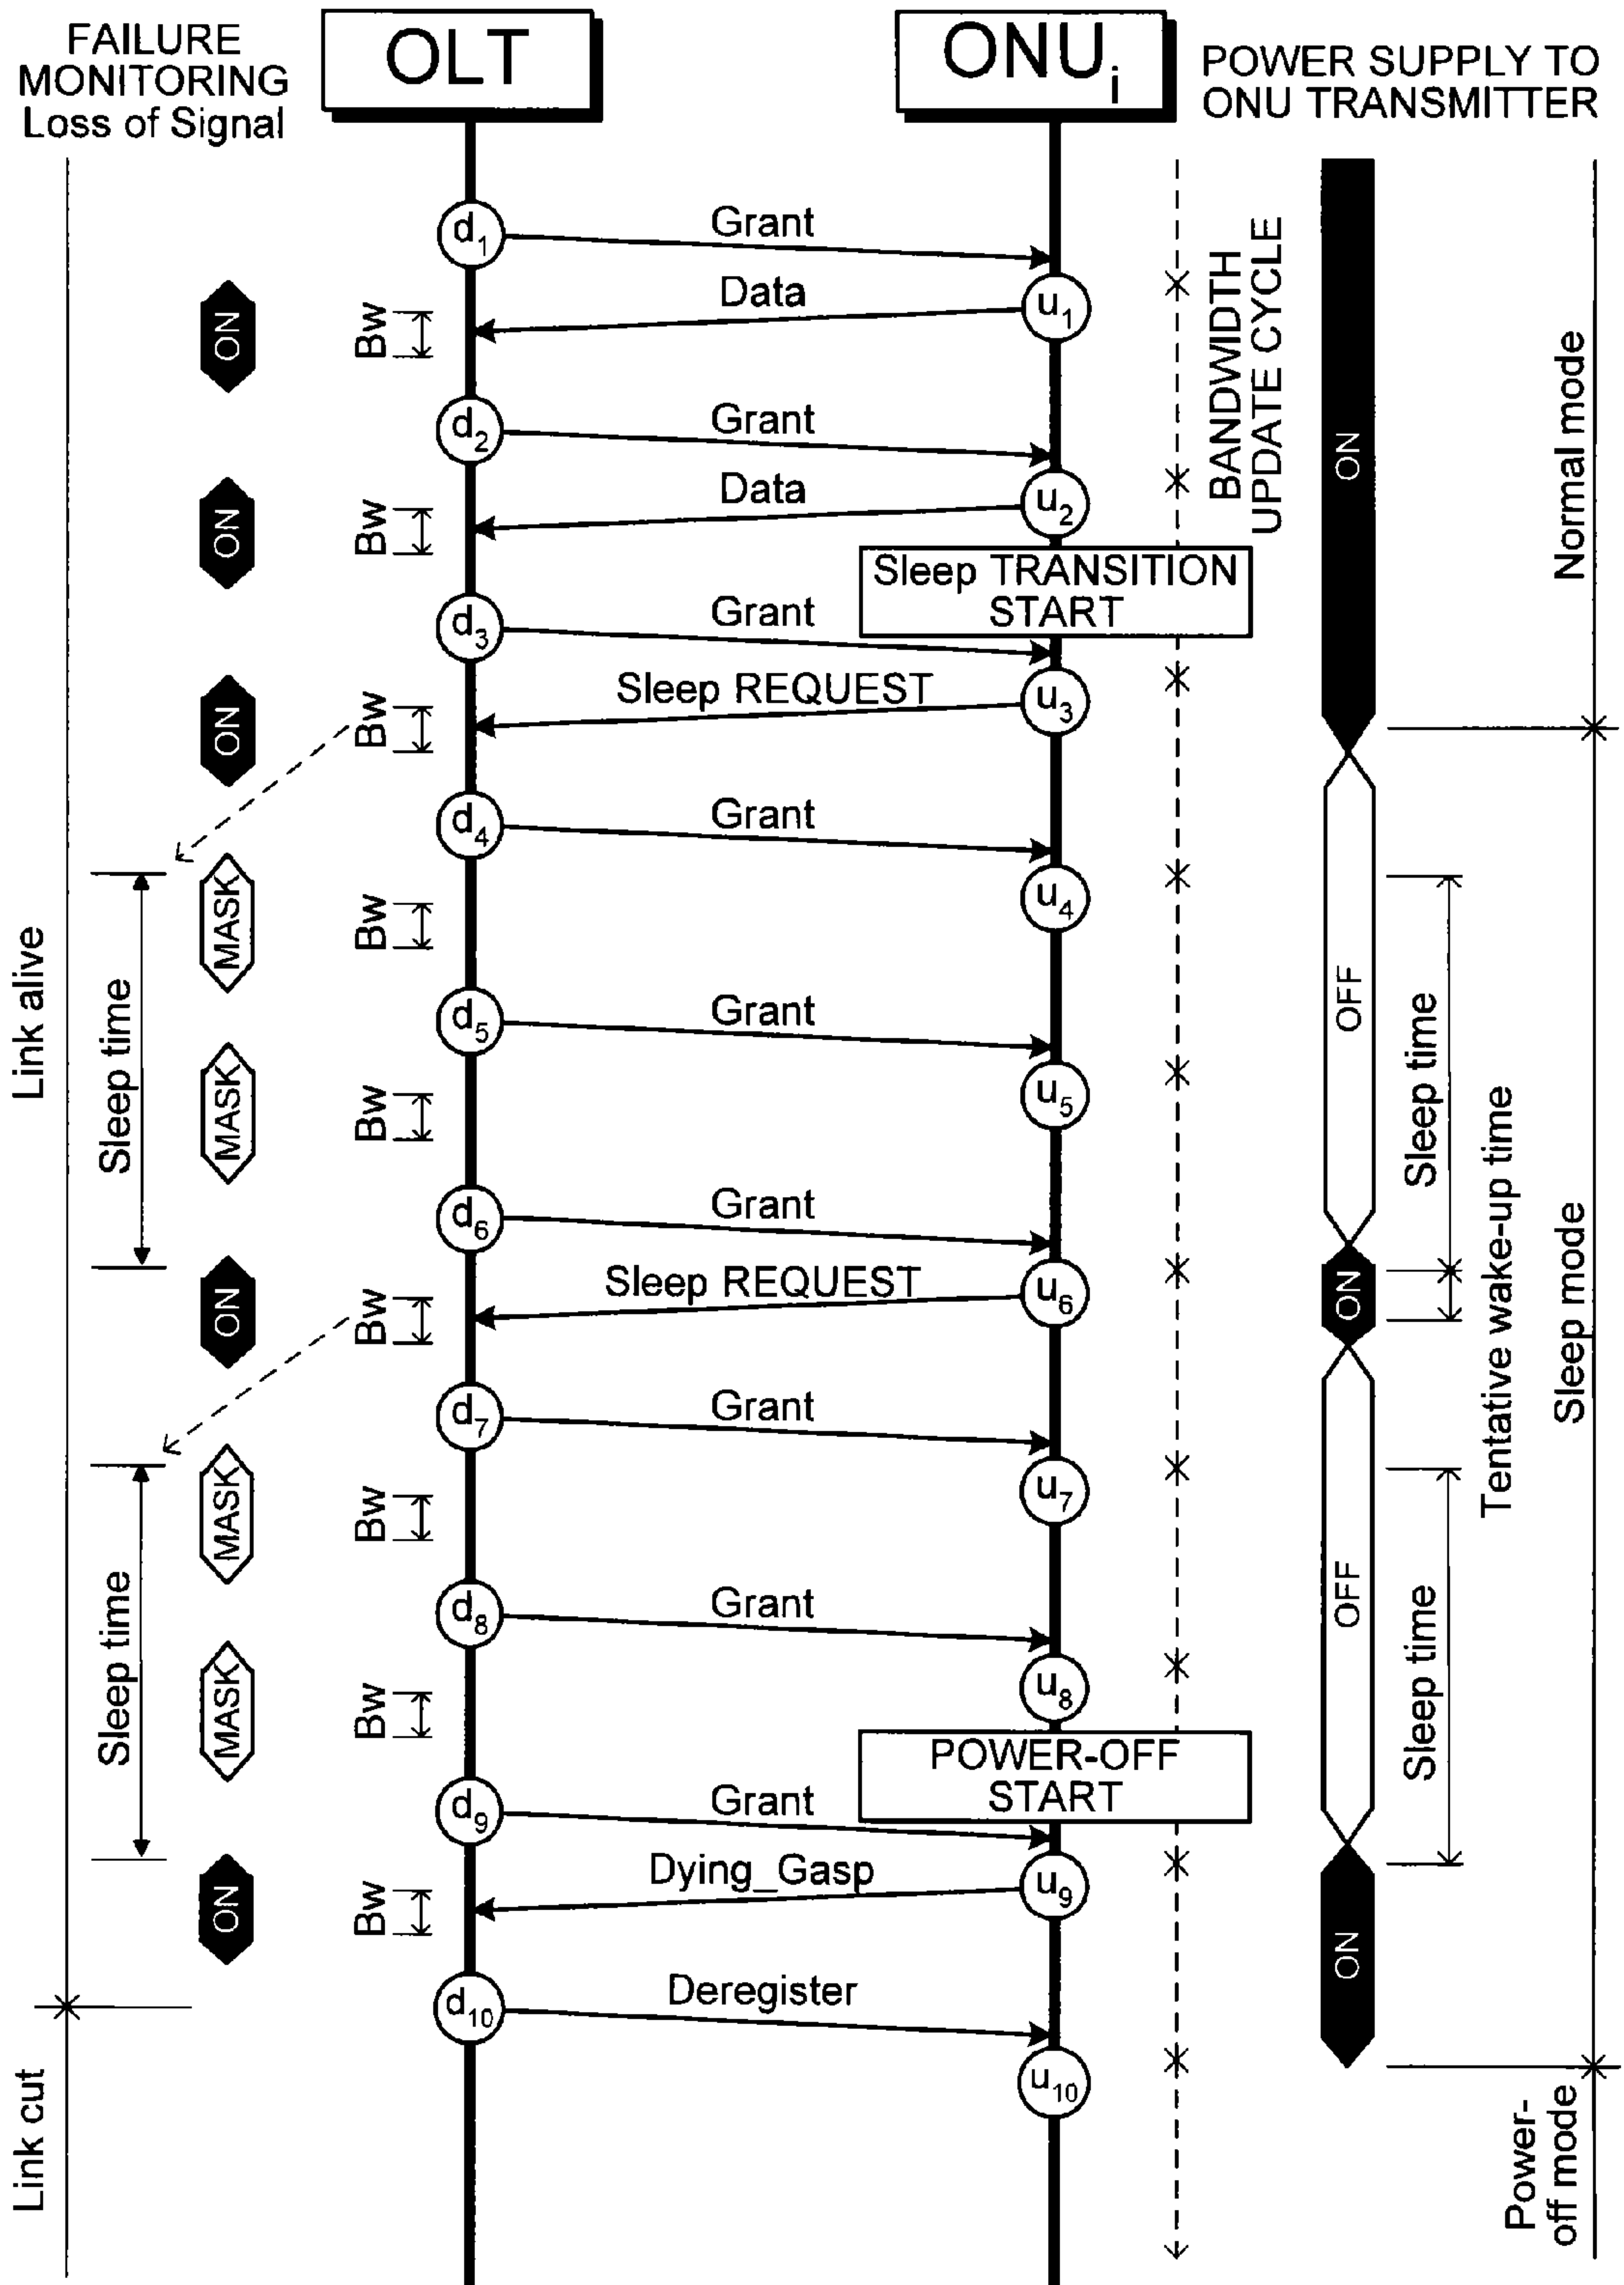 FAILURE
MONITORING
Loss of Signal
OLT
ONUi
POWER SUPPLY TO
ONU TRANSMITTER
d1
Grant
BANDWIDTH
UPDATE CYCLE
ON
Bw
Data
u1
ON
Normal mode
d2
Grant
ON
Bw
Data
u2
Sleep TRANSITION
START
d3
Grant
ON
Bw
Sleep REQUEST
u3
d4
Grant
Link alive
Sleep time
MASK
Bw
u4
OFF
Sleep time
Tentative wake-up time
Sleep mode
d5
Grant
MASK
Bw
u5
d6
Grant
ON
Bw
Sleep REQUEST
u6
ON
d7
Grant
Sleep time
MASK
Bw
u7
OFF
Sleep time
d8
Grant
MASK
Bw
u8
POWER-OFF
START
d9
Grant
ON
Bw
Dying_Gasp
u9
ON
d10
Deregister
Link cut
u10
Power-
off mode